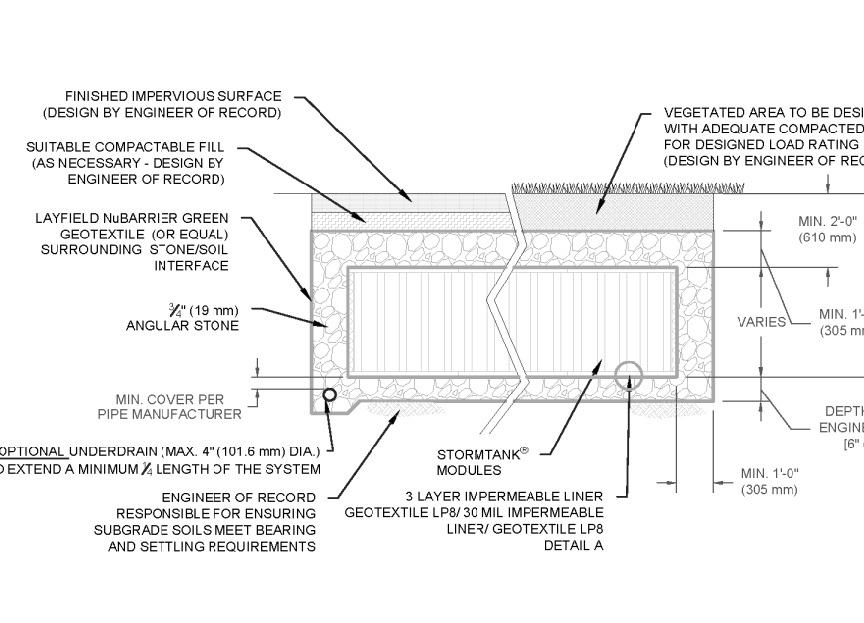 FINISHED IMPERVIOUS SURFACE
(DESIGN BY ENGINEER OF RECORD)
SUITABLE COMPACTABLE FILL
(AS NECESSARY - DESIGN BY
ENGINEER OF RECORD)
LAYFIELD NuBARRIER GREEN
GEOTEXTILE (OR EQUAL)
SURROUNDING STONE/SOIL
INTERFACE
¾" (19 mm)
ANGULAR STONE
MIN. COVER PER
PIPE MANUFACTURER
OPTIONAL UNDERDRAIN (MAX. 4" (101.6 mm) DIA.)
EXTEND A MINIMUM ¼ LENGTH OF THE SYSTEM
ENGINEER OF RECORD
RESPONSIBLE FOR ENSURING
SUBGRADE SOILS MEET BEARING
AND SETTLING REQUIREMENTS
STORMTANK®
MODULES
3 LAYER IMPERMEABLE LINER
GEOTEXTILE LP8/ 30 MIL IMPERMEABLE
LINER/ GEOTEXTILE LP8
DETAIL A
VEGETATED AREA TO BE DESI
WITH ADEQUATE COMPACTED
FOR DESIGNED LOAD RATING
(DESIGN BY ENGINEER OF REC
MIN. 2'-0"
(610 mm)
VARIES
MIN. 1'-
(305 m
DEPTH
ENGINE
[6"
MIN. 1'-0"
(305 mm)